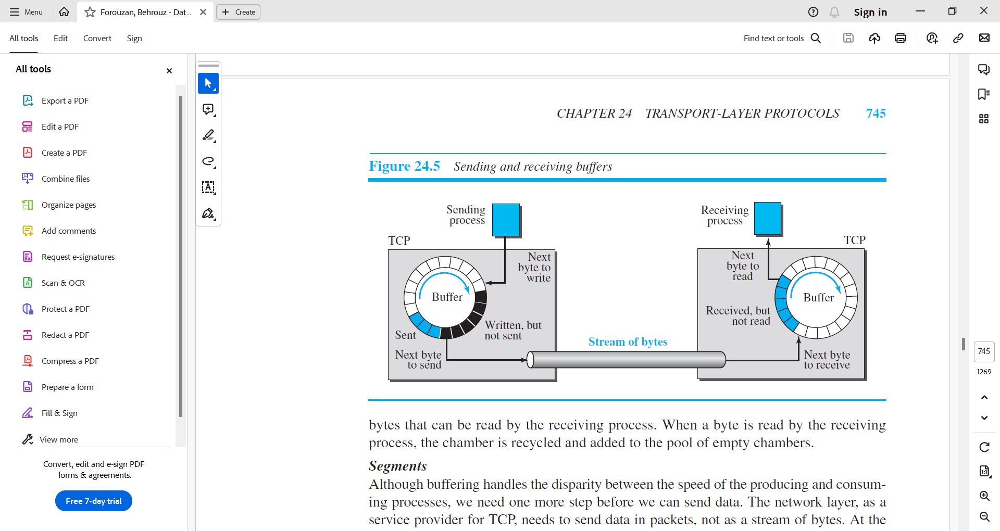 Menu
Forouzan, Behrouz - Dat...
Create
Sign in
All tools
Edit
Convert
Sign
Find text or tools
All tools
Export a PDF
Edit a PDF
Create a PDF
Combine files
Organize pages
Add comments
Request e-signatures
Scan & OCR
Protect a PDF
Redact a PDF
Compress a PDF
Prepare a form
Fill & Sign
View more
Convert, edit and e-sign PDF
forms & agreements.
Free 7-day trial
CHAPTER 24 TRANSPORT-LAYER PROTOCOLS 745
Figure 24.5 Sending and receiving buffers
Sending
process
TCP
Next
byte to
write
Buffer
Written, but
not sent
Sent
Next byte
to send
Stream of bytes
Receiving
process
TCP
Next
byte to
read
Buffer
Received, but
not read
Next byte
to receive
bytes that can be read by the receiving process. When a byte is read by the receiving
process, the chamber is recycled and added to the pool of empty chambers.
Segments
Although buffering handles the disparity between the speed of the producing and consum-
ing processes, we need one more step before we can send data. The network layer, as a
service provider for TCP, needs to send data in packets, not as a stream of bytes. At the
745
1269
1:1